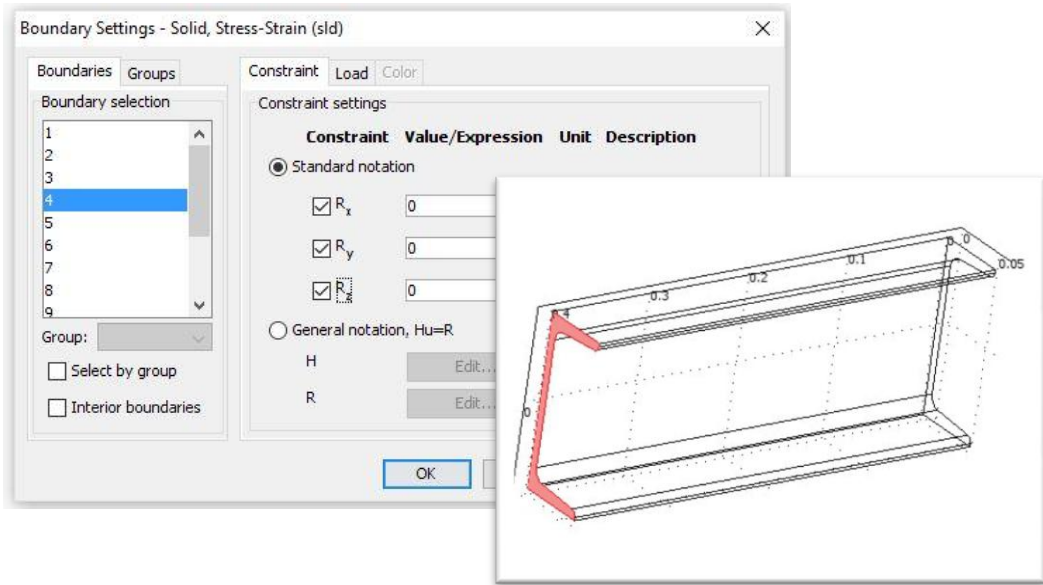 Boundary Settings - Solid, Stress-Strain (sld)
Boundaries Groups
Constraint Load Color
Boundary selection
1
2
3
4
5
6
7
8
9
Group:
Select by group
Interior boundaries
Constraint settings
Constraint Value/Expression Unit Description
Standard notation
Rx 0
Ry 0
Rz 0
General notation, Hu=R
H Edit...
R Edit...
OK
0.4
0.3
0.2
0.1
0
0
0.05
0